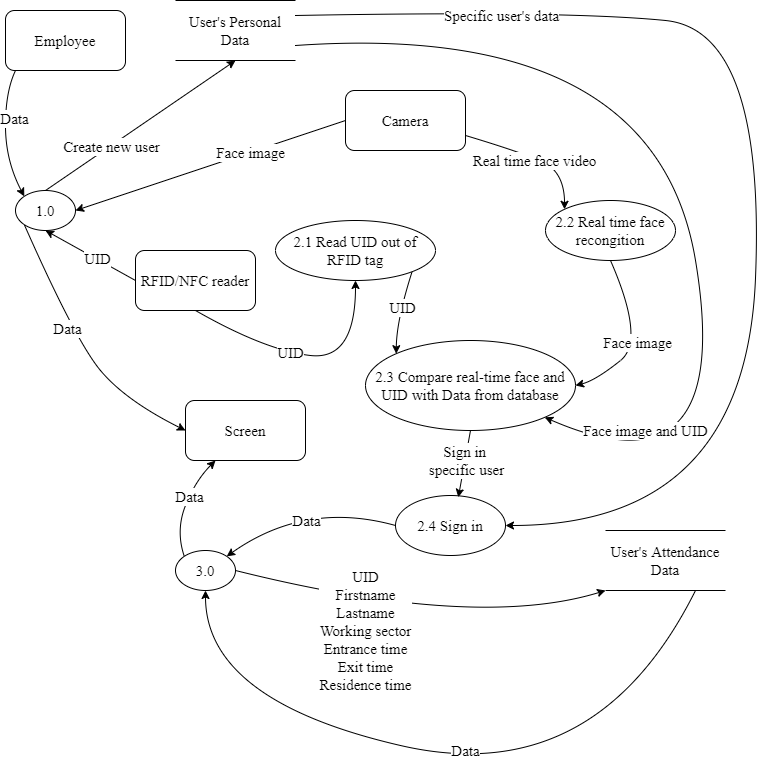 Employee
User's Personal
Data
Specific user's data
Data
Camera
Create new user
Face image
Real time face video
1.0
2.2 Real time face
recongition
2.1 Read UID out of
RFID tag
UID
RFID/NFC reader
UID
Data
Face image
UID
2.3 Compare real-time face and
UID with Data from database
Screen
Face image and UID
Sign in
specific user
Data
Data
2.4 Sign in
User's Attendance
Data
3.0
UID
Firstname
Lastname
Working sector
Entrance time
Exit time
Residence time
Data